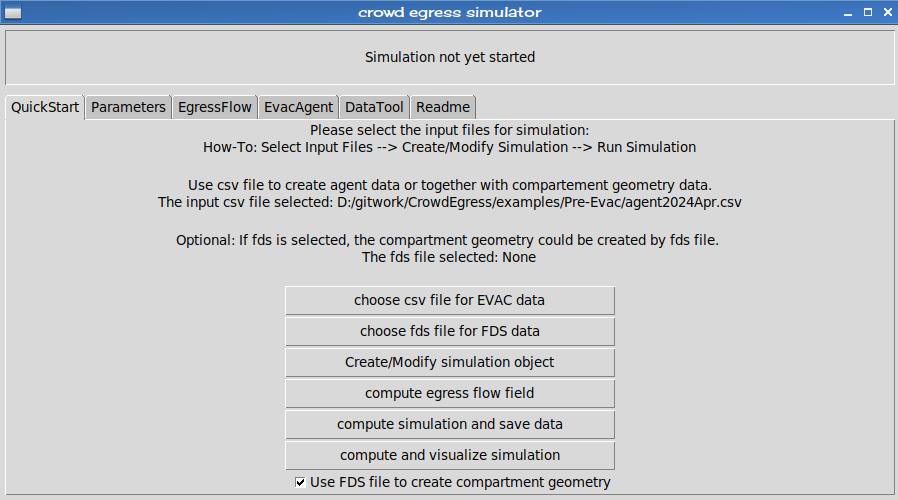 crowd egress simulator
Simulation not yet started
QuickStart Parameters EgressFlow EvacAgent DataTool Readme
Please select the input files for simulation:
How-To: Select Input Files --> Create/Modify Simulation --> Run Simulation
Use csv file to create agent data or together with compartement geometry data.
The input csv file selected: D:/gitwork/CrowdEgress/examples/Pre-Evac/agent2024Apr.csv
Optional: If fds is selected, the compartment geometry could be created by fds file.
The fds file selected: None
choose csv file for EVAC data
choose fds file for FDS data
Create/Modify simulation object
compute egress flow field
compute simulation and save data
compute and visualize simulation
Use FDS file to create compartment geometry